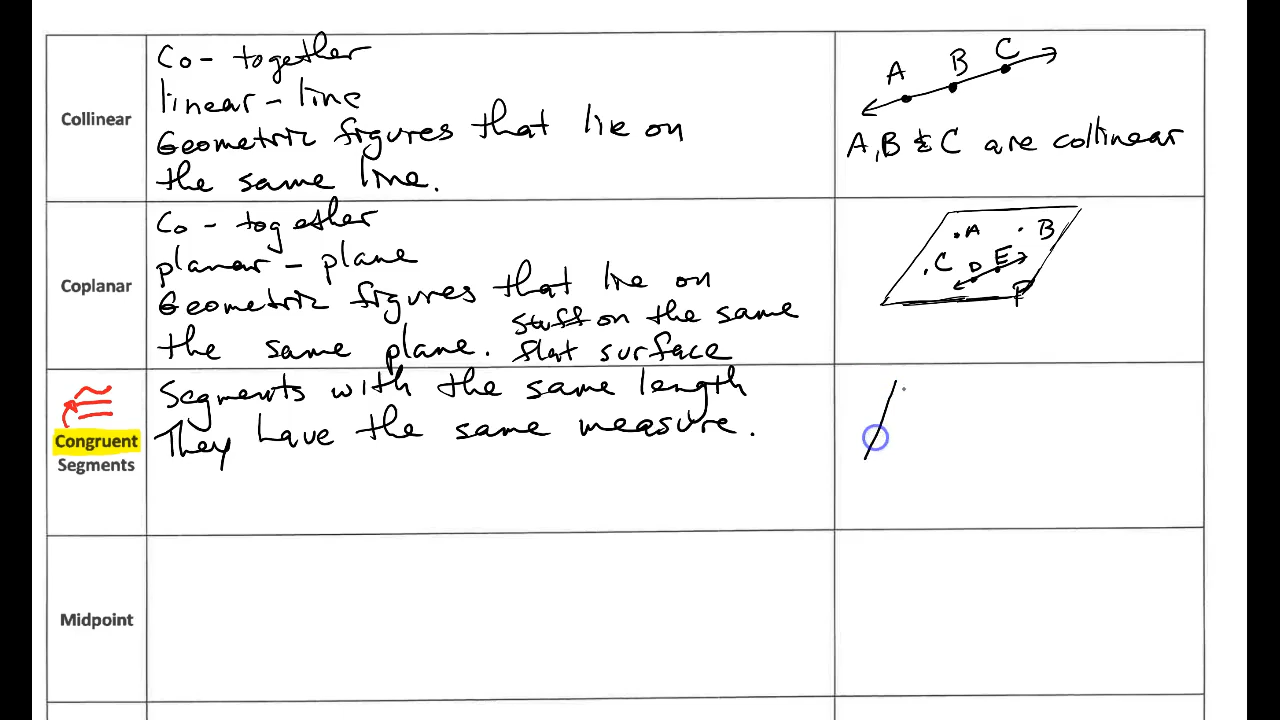 Collinear
Co - together
linear - line
Geometric figures that lie on
the same line.
A B C
A, B & C are collinear
Coplanar
Co - together
planar - plane
Geometric figures that lie on
the same plane.
stuff on the same
flat surface
A B
C D E
P
≅
Congruent
Segments
Segments with the same length
They have the same measure.
Midpoint